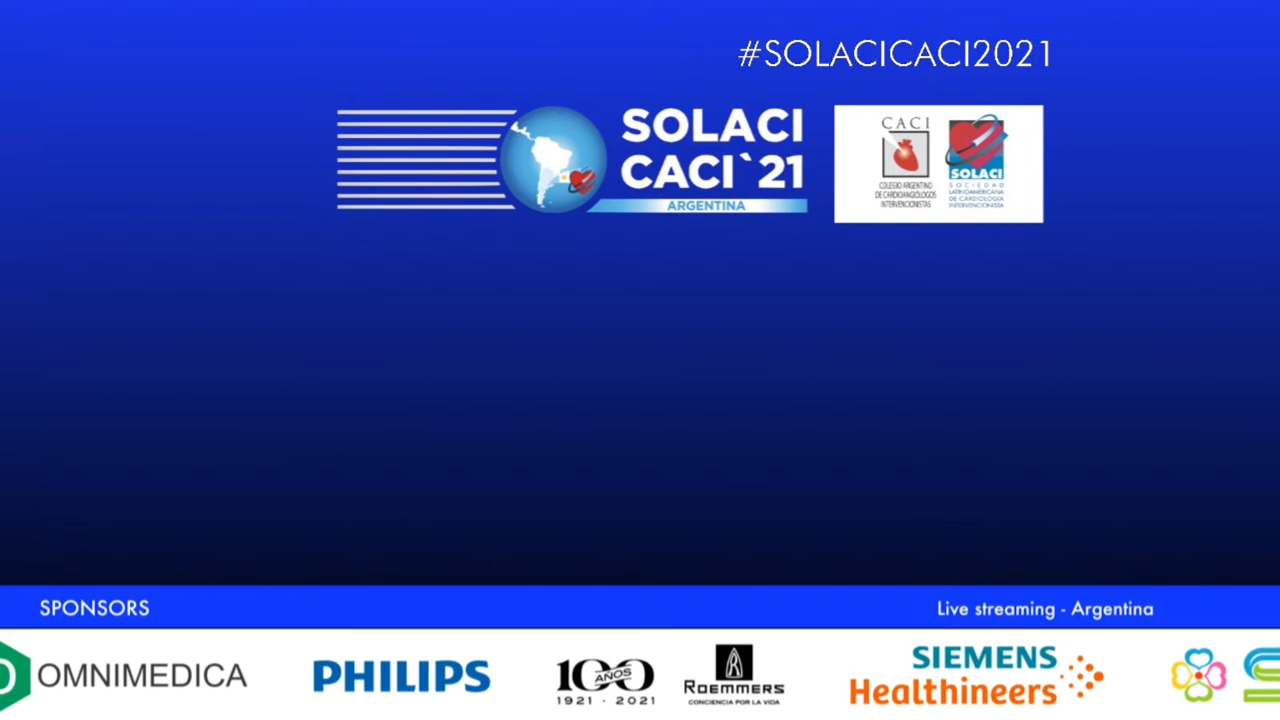 #SOLACICACI2021
SOLACI
CACI`21
ARGENTINA
CACI
COLEGIO ARGENTINO
DE CARDIOANGIÓLOGOS
INTERVENCIONISTAS
SOLACI
SOCIEDAD
LATINOAMERICANA
DE CARDIOLOGÍA
INTERVENCIONISTA
SPONSORS
Live streaming - Argentina
OMNIMEDICA
PHILIPS
100
AÑOS
1921 · 2021
ROEMMERS
CONCIENCIA POR LA VIDA
SIEMENS
Healthineers